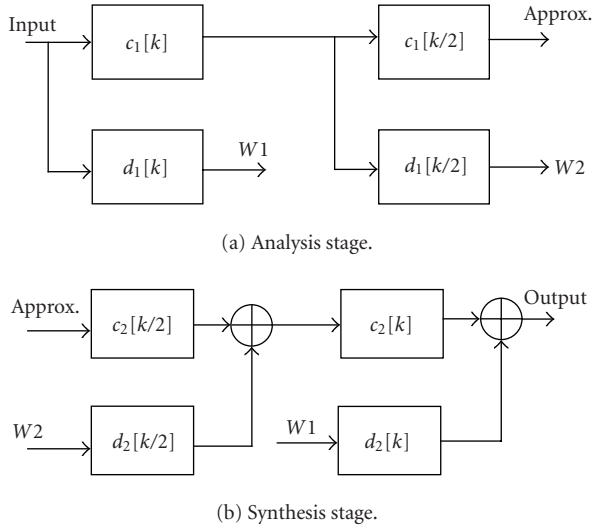 Input
c₁[k]
c₁[k/2]
Approx.
d₁[k]
W1
d₁[k/2]
W2
(a) Analysis stage.
Approx.
c₂[k/2]
c₂[k]
Output
W2
d₂[k/2]
W1
d₂[k]
(b) Synthesis stage.